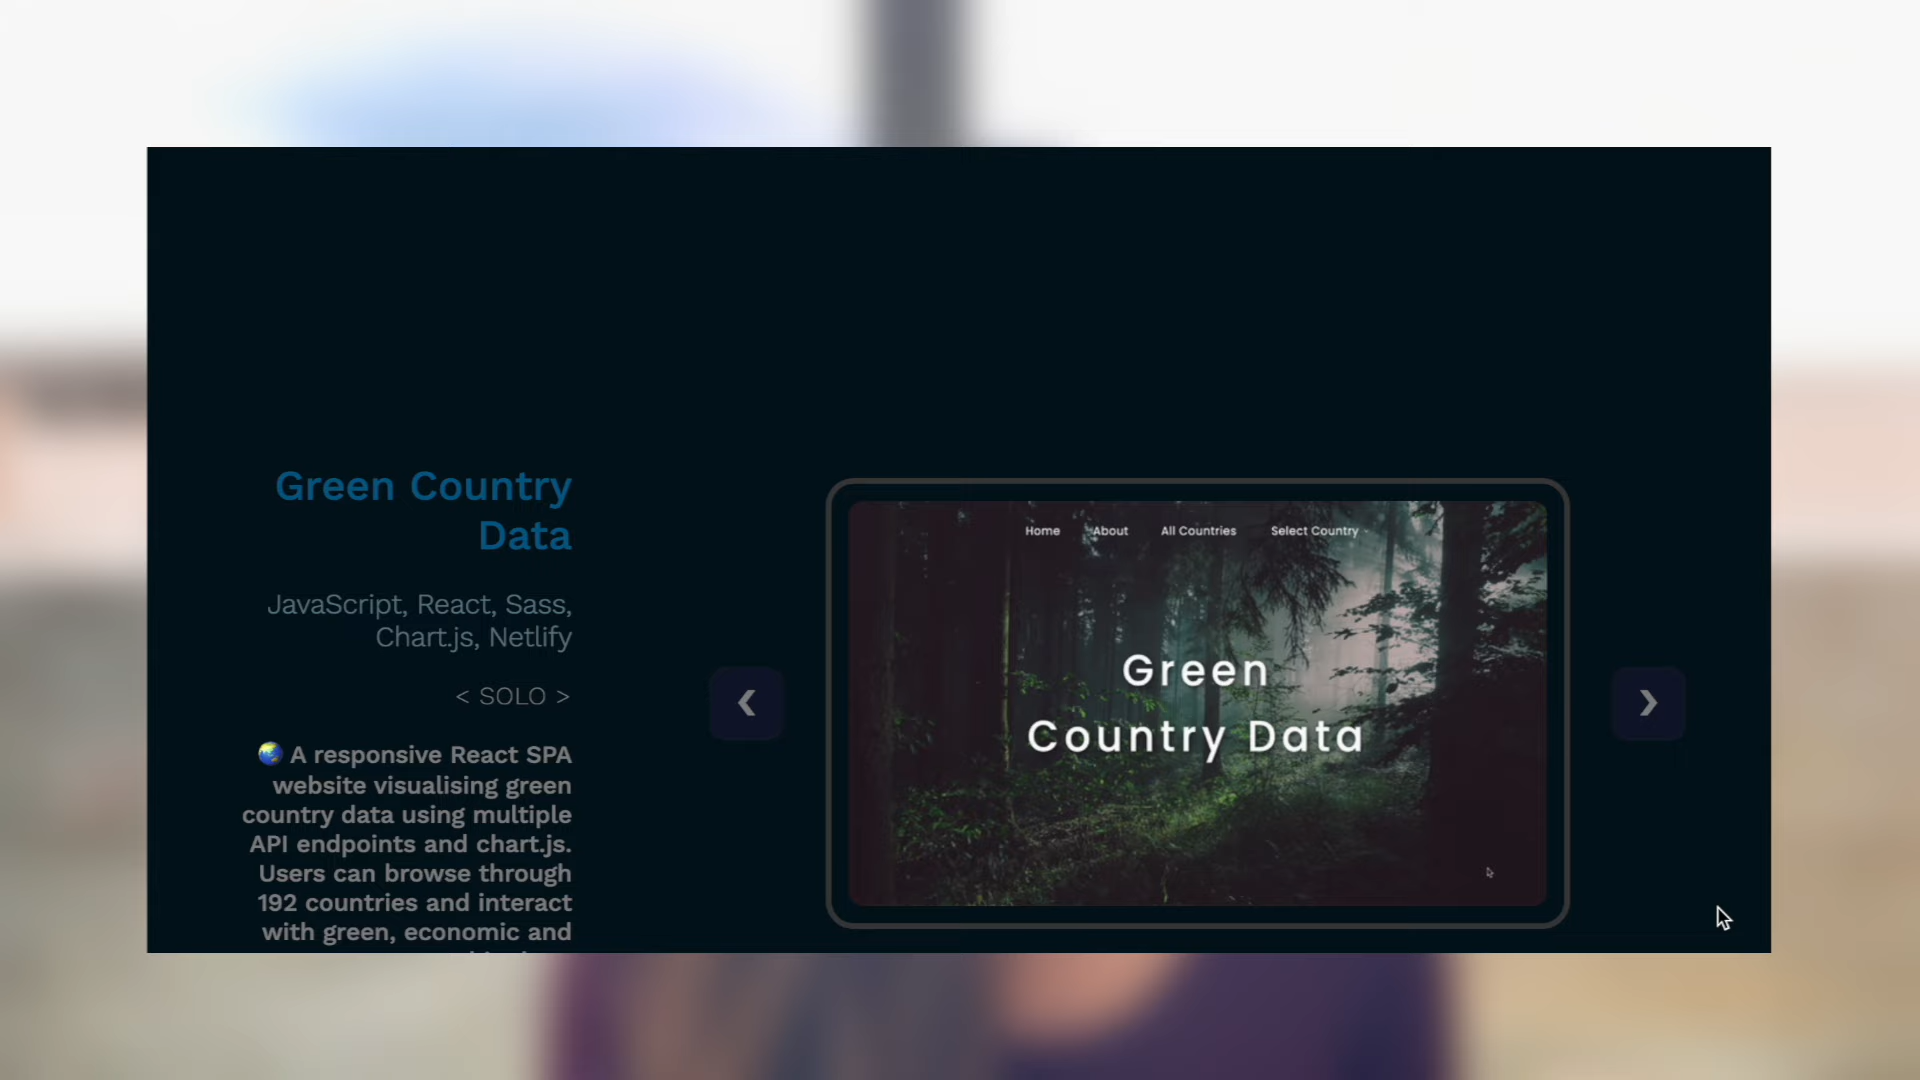 Green Country
Data
JavaScript, React, Sass,
Chart.js, Netlify
< SOLO >
🌏 A responsive React SPA
website visualising green
country data using multiple
API endpoints and chart.js.
Users can browse through
192 countries and interact
with green, economic and
Home About All Countries Select Country
Green
Country Data